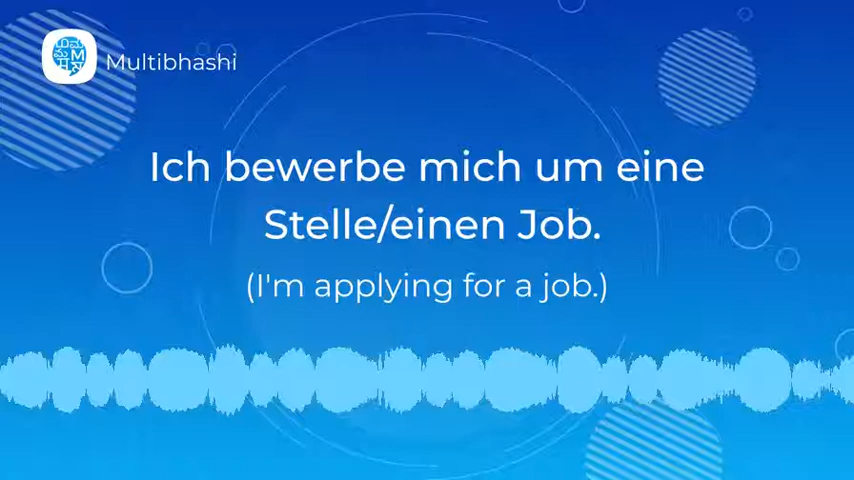 Multibhashi
Ich bewerbe mich um eine
Stelle/einen Job.
(I'm applying for a job.)